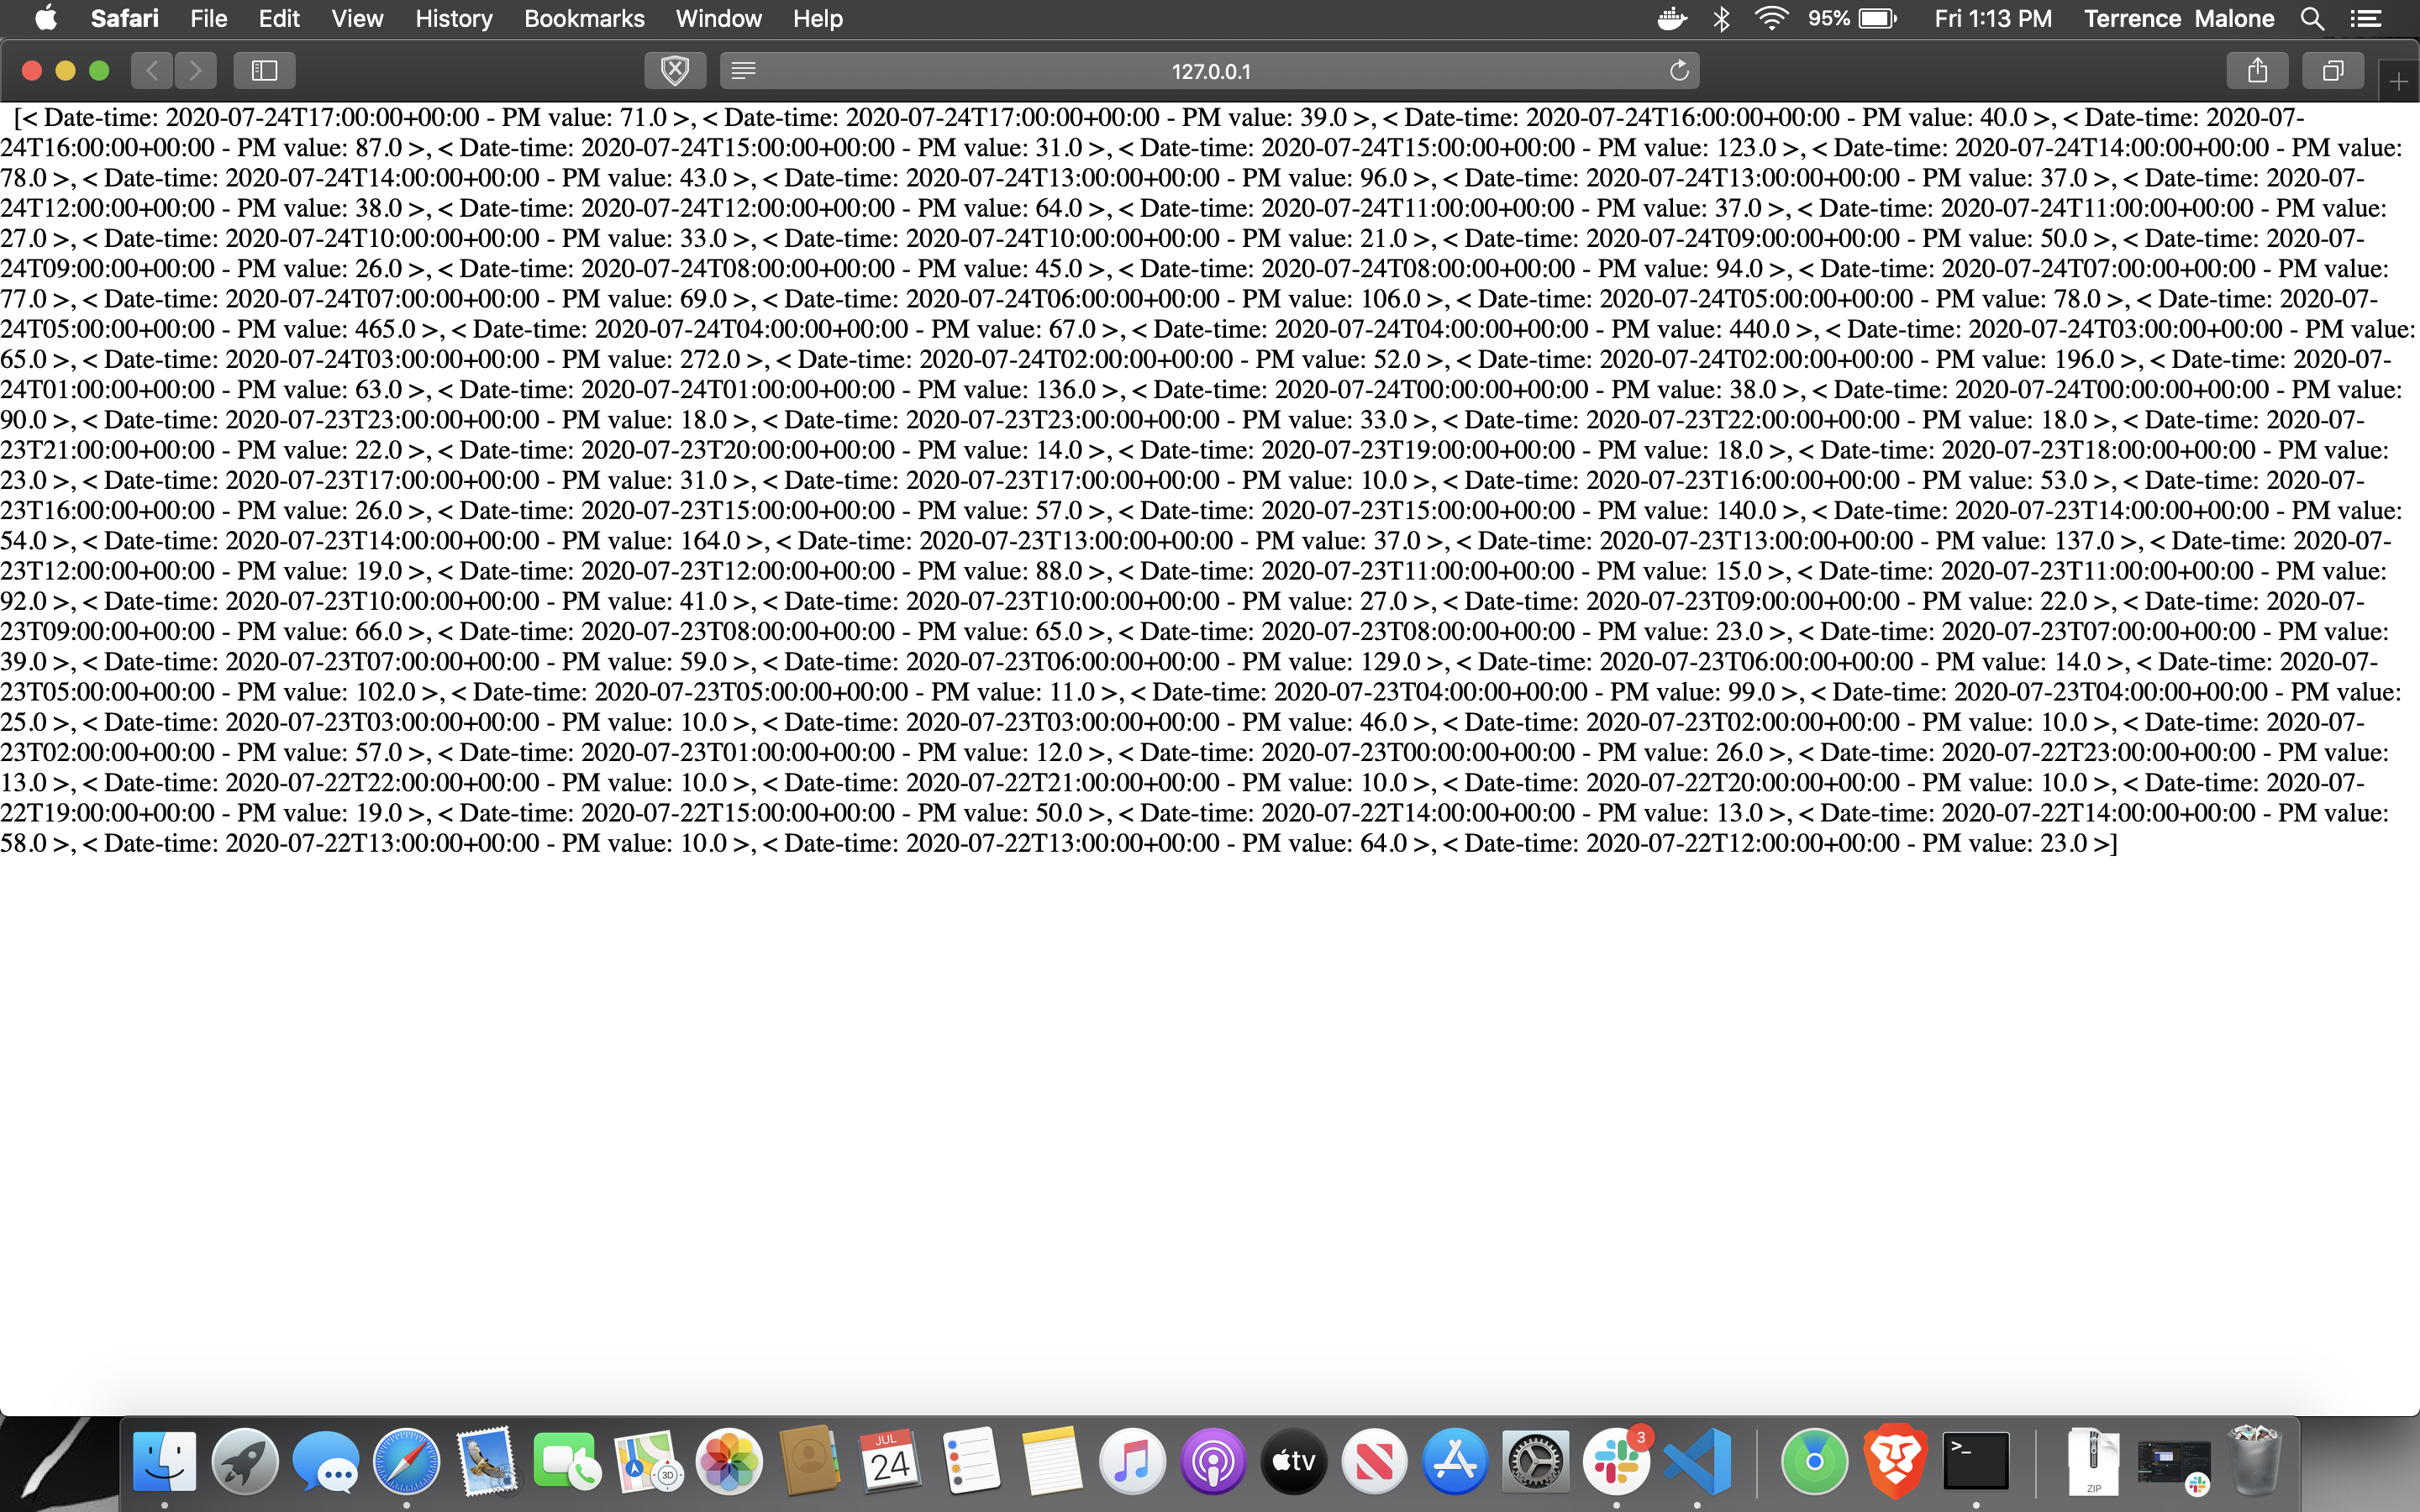 Safari File Edit View History Bookmarks Window Help 95% Fri 1:13 PM Terrence Malone
127.0.0.1
[< Date-time: 2020-07-24T17:00:00+00:00 - PM value: 71.0 >, < Date-time: 2020-07-24T17:00:00+00:00 - PM value: 39.0 >, < Date-time: 2020-07-24T16:00:00+00:00 - PM value: 40.0 >, < Date-time: 2020-07-
24T16:00:00+00:00 - PM value: 87.0 >, < Date-time: 2020-07-24T15:00:00+00:00 - PM value: 31.0 >, < Date-time: 2020-07-24T15:00:00+00:00 - PM value: 123.0 >, < Date-time: 2020-07-24T14:00:00+00:00 - PM value:
78.0 >, < Date-time: 2020-07-24T14:00:00+00:00 - PM value: 43.0 >, < Date-time: 2020-07-24T13:00:00+00:00 - PM value: 96.0 >, < Date-time: 2020-07-24T13:00:00+00:00 - PM value: 37.0 >, < Date-time: 2020-07-
24T12:00:00+00:00 - PM value: 38.0 >, < Date-time: 2020-07-24T12:00:00+00:00 - PM value: 64.0 >, < Date-time: 2020-07-24T11:00:00+00:00 - PM value: 37.0 >, < Date-time: 2020-07-24T11:00:00+00:00 - PM value:
27.0 >, < Date-time: 2020-07-24T10:00:00+00:00 - PM value: 33.0 >, < Date-time: 2020-07-24T10:00:00+00:00 - PM value: 21.0 >, < Date-time: 2020-07-24T09:00:00+00:00 - PM value: 50.0 >, < Date-time: 2020-07-
24T09:00:00+00:00 - PM value: 26.0 >, < Date-time: 2020-07-24T08:00:00+00:00 - PM value: 45.0 >, < Date-time: 2020-07-24T08:00:00+00:00 - PM value: 94.0 >, < Date-time: 2020-07-24T07:00:00+00:00 - PM value:
77.0 >, < Date-time: 2020-07-24T07:00:00+00:00 - PM value: 69.0 >, < Date-time: 2020-07-24T06:00:00+00:00 - PM value: 106.0 >, < Date-time: 2020-07-24T05:00:00+00:00 - PM value: 78.0 >, < Date-time: 2020-07-
24T05:00:00+00:00 - PM value: 465.0 >, < Date-time: 2020-07-24T04:00:00+00:00 - PM value: 67.0 >, < Date-time: 2020-07-24T04:00:00+00:00 - PM value: 440.0 >, < Date-time: 2020-07-24T03:00:00+00:00 - PM value:
65.0 >, < Date-time: 2020-07-24T03:00:00+00:00 - PM value: 272.0 >, < Date-time: 2020-07-24T02:00:00+00:00 - PM value: 52.0 >, < Date-time: 2020-07-24T02:00:00+00:00 - PM value: 196.0 >, < Date-time: 2020-07-
24T01:00:00+00:00 - PM value: 63.0 >, < Date-time: 2020-07-24T01:00:00+00:00 - PM value: 136.0 >, < Date-time: 2020-07-24T00:00:00+00:00 - PM value: 38.0 >, < Date-time: 2020-07-24T00:00:00+00:00 - PM value:
90.0 >, < Date-time: 2020-07-23T23:00:00+00:00 - PM value: 18.0 >, < Date-time: 2020-07-23T23:00:00+00:00 - PM value: 33.0 >, < Date-time: 2020-07-23T22:00:00+00:00 - PM value: 18.0 >, < Date-time: 2020-07-
23T21:00:00+00:00 - PM value: 22.0 >, < Date-time: 2020-07-23T20:00:00+00:00 - PM value: 14.0 >, < Date-time: 2020-07-23T19:00:00+00:00 - PM value: 18.0 >, < Date-time: 2020-07-23T18:00:00+00:00 - PM value:
23.0 >, < Date-time: 2020-07-23T17:00:00+00:00 - PM value: 31.0 >, < Date-time: 2020-07-23T17:00:00+00:00 - PM value: 10.0 >, < Date-time: 2020-07-23T16:00:00+00:00 - PM value: 53.0 >, < Date-time: 2020-07-
23T16:00:00+00:00 - PM value: 26.0 >, < Date-time: 2020-07-23T15:00:00+00:00 - PM value: 57.0 >, < Date-time: 2020-07-23T15:00:00+00:00 - PM value: 140.0 >, < Date-time: 2020-07-23T14:00:00+00:00 - PM value:
54.0 >, < Date-time: 2020-07-23T14:00:00+00:00 - PM value: 164.0 >, < Date-time: 2020-07-23T13:00:00+00:00 - PM value: 37.0 >, < Date-time: 2020-07-23T13:00:00+00:00 - PM value: 137.0 >, < Date-time: 2020-07-
23T12:00:00+00:00 - PM value: 19.0 >, < Date-time: 2020-07-23T12:00:00+00:00 - PM value: 88.0 >, < Date-time: 2020-07-23T11:00:00+00:00 - PM value: 15.0 >, < Date-time: 2020-07-23T11:00:00+00:00 - PM value:
92.0 >, < Date-time: 2020-07-23T10:00:00+00:00 - PM value: 41.0 >, < Date-time: 2020-07-23T10:00:00+00:00 - PM value: 27.0 >, < Date-time: 2020-07-23T09:00:00+00:00 - PM value: 22.0 >, < Date-time: 2020-07-
23T09:00:00+00:00 - PM value: 66.0 >, < Date-time: 2020-07-23T08:00:00+00:00 - PM value: 65.0 >, < Date-time: 2020-07-23T08:00:00+00:00 - PM value: 23.0 >, < Date-time: 2020-07-23T07:00:00+00:00 - PM value:
39.0 >, < Date-time: 2020-07-23T07:00:00+00:00 - PM value: 59.0 >, < Date-time: 2020-07-23T06:00:00+00:00 - PM value: 129.0 >, < Date-time: 2020-07-23T06:00:00+00:00 - PM value: 14.0 >, < Date-time: 2020-07-
23T05:00:00+00:00 - PM value: 102.0 >, < Date-time: 2020-07-23T05:00:00+00:00 - PM value: 11.0 >, < Date-time: 2020-07-23T04:00:00+00:00 - PM value: 99.0 >, < Date-time: 2020-07-23T04:00:00+00:00 - PM value:
25.0 >, < Date-time: 2020-07-23T03:00:00+00:00 - PM value: 10.0 >, < Date-time: 2020-07-23T03:00:00+00:00 - PM value: 46.0 >, < Date-time: 2020-07-23T02:00:00+00:00 - PM value: 10.0 >, < Date-time: 2020-07-
23T02:00:00+00:00 - PM value: 57.0 >, < Date-time: 2020-07-23T01:00:00+00:00 - PM value: 12.0 >, < Date-time: 2020-07-23T00:00:00+00:00 - PM value: 26.0 >, < Date-time: 2020-07-22T23:00:00+00:00 - PM value:
13.0 >, < Date-time: 2020-07-22T22:00:00+00:00 - PM value: 10.0 >, < Date-time: 2020-07-22T21:00:00+00:00 - PM value: 10.0 >, < Date-time: 2020-07-22T20:00:00+00:00 - PM value: 10.0 >, < Date-time: 2020-07-
22T19:00:00+00:00 - PM value: 19.0 >, < Date-time: 2020-07-22T15:00:00+00:00 - PM value: 50.0 >, < Date-time: 2020-07-22T14:00:00+00:00 - PM value: 13.0 >, < Date-time: 2020-07-22T14:00:00+00:00 - PM value:
58.0 >, < Date-time: 2020-07-22T13:00:00+00:00 - PM value: 10.0 >, < Date-time: 2020-07-22T13:00:00+00:00 - PM value: 64.0 >, < Date-time: 2020-07-22T12:00:00+00:00 - PM value: 23.0 >]
JUL
24
3D
tv
3
>_
ZIP